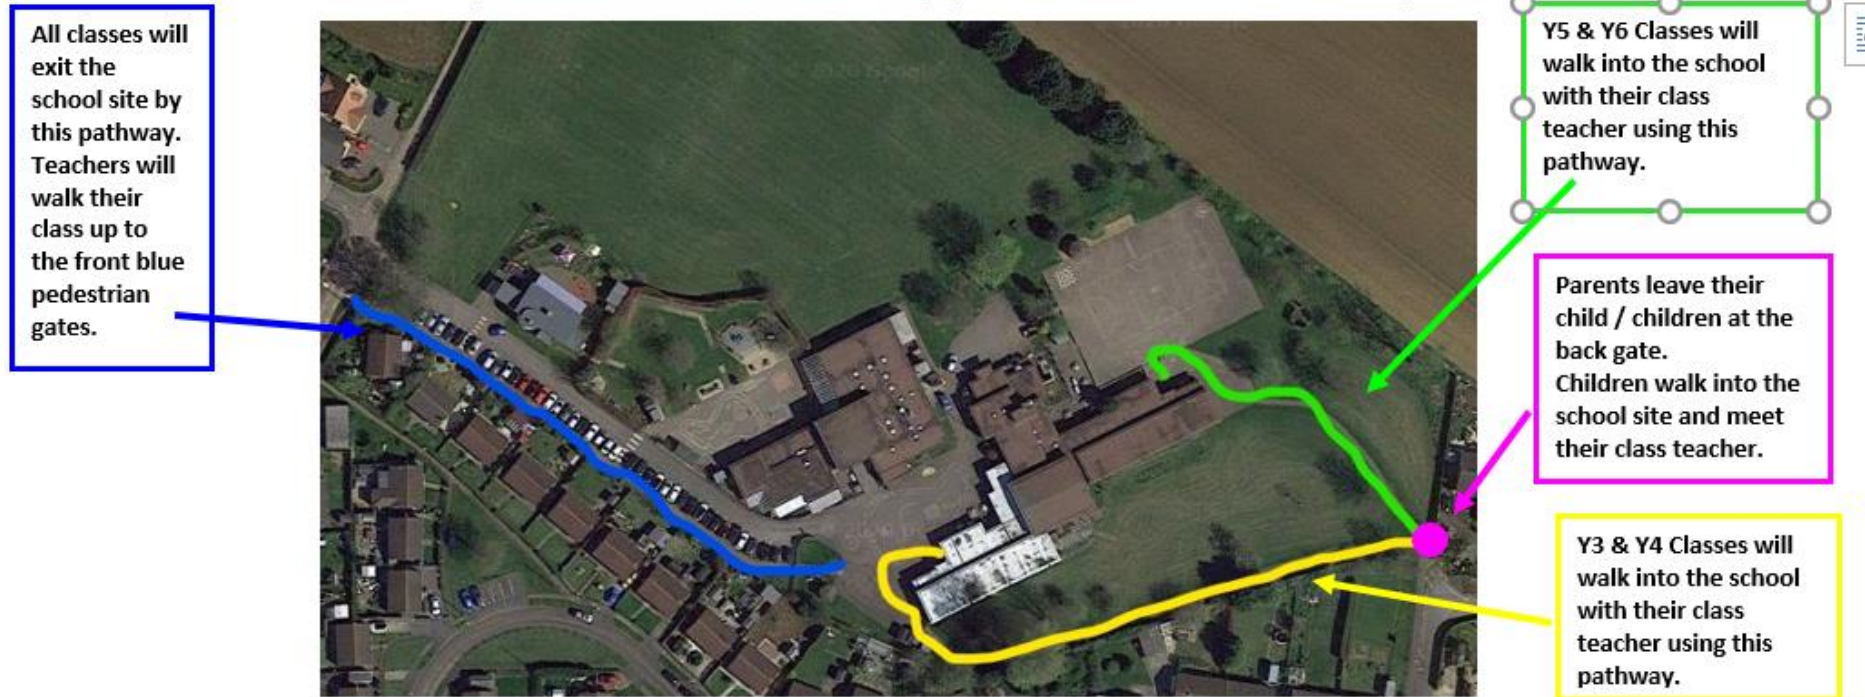 All classes will
exit the
school site by
this pathway.
Teachers will
walk their
class up to
the front blue
pedestrian
gates.
Y5 & Y6 Classes will
walk into the school
with their class
teacher using this
pathway.
Parents leave their
child / children at the
back gate.
Children walk into the
school site and meet
their class teacher.
Y3 & Y4 Classes will
walk into the school
with their class
teacher using this
pathway.